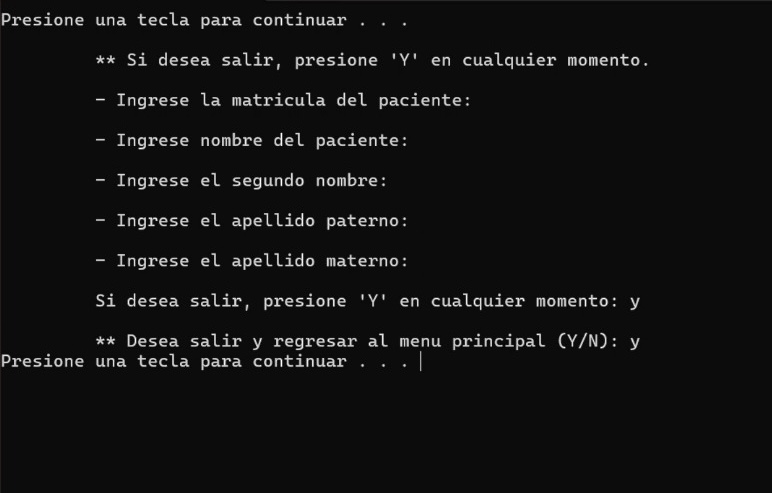 Presione una tecla para continuar . . .
** Si desea salir, presione 'Y' en cualquier momento.
- Ingrese la matricula del paciente:
- Ingrese nombre del paciente:
- Ingrese el segundo nombre:
- Ingrese el apellido paterno:
- Ingrese el apellido materno:
Si desea salir, presione 'Y' en cualquier momento: y
** Desea salir y regresar al menu principal (Y/N): y
Presione una tecla para continuar . . .